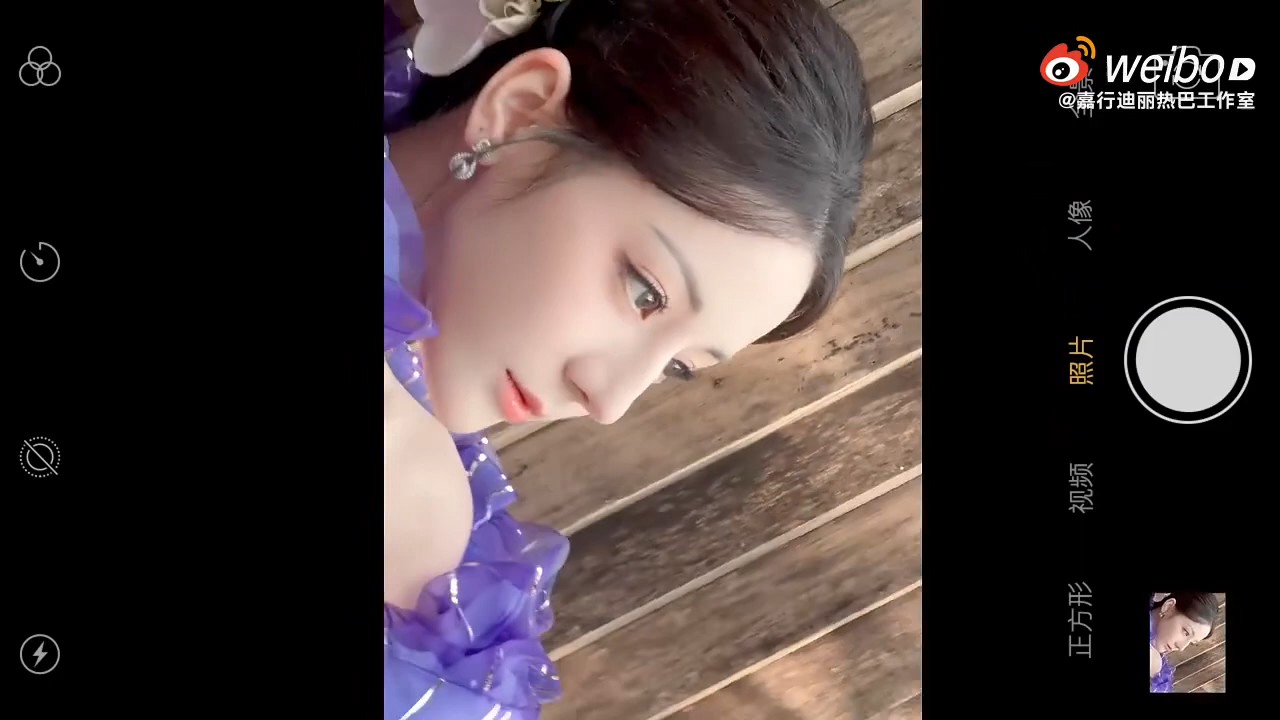 weibo
@嘉行迪丽热巴工作室
人像
照片
视频
正方形